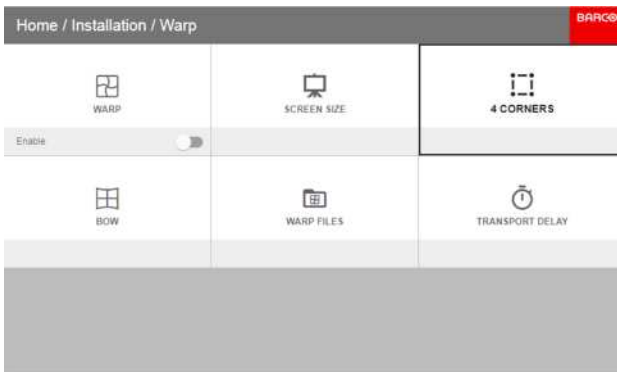 Home / Installation / Warp
BARCO
WARP
SCREEN SIZE
4 CORNERS
Enable
BOW
WARP FILES
TRANSPORT DELAY